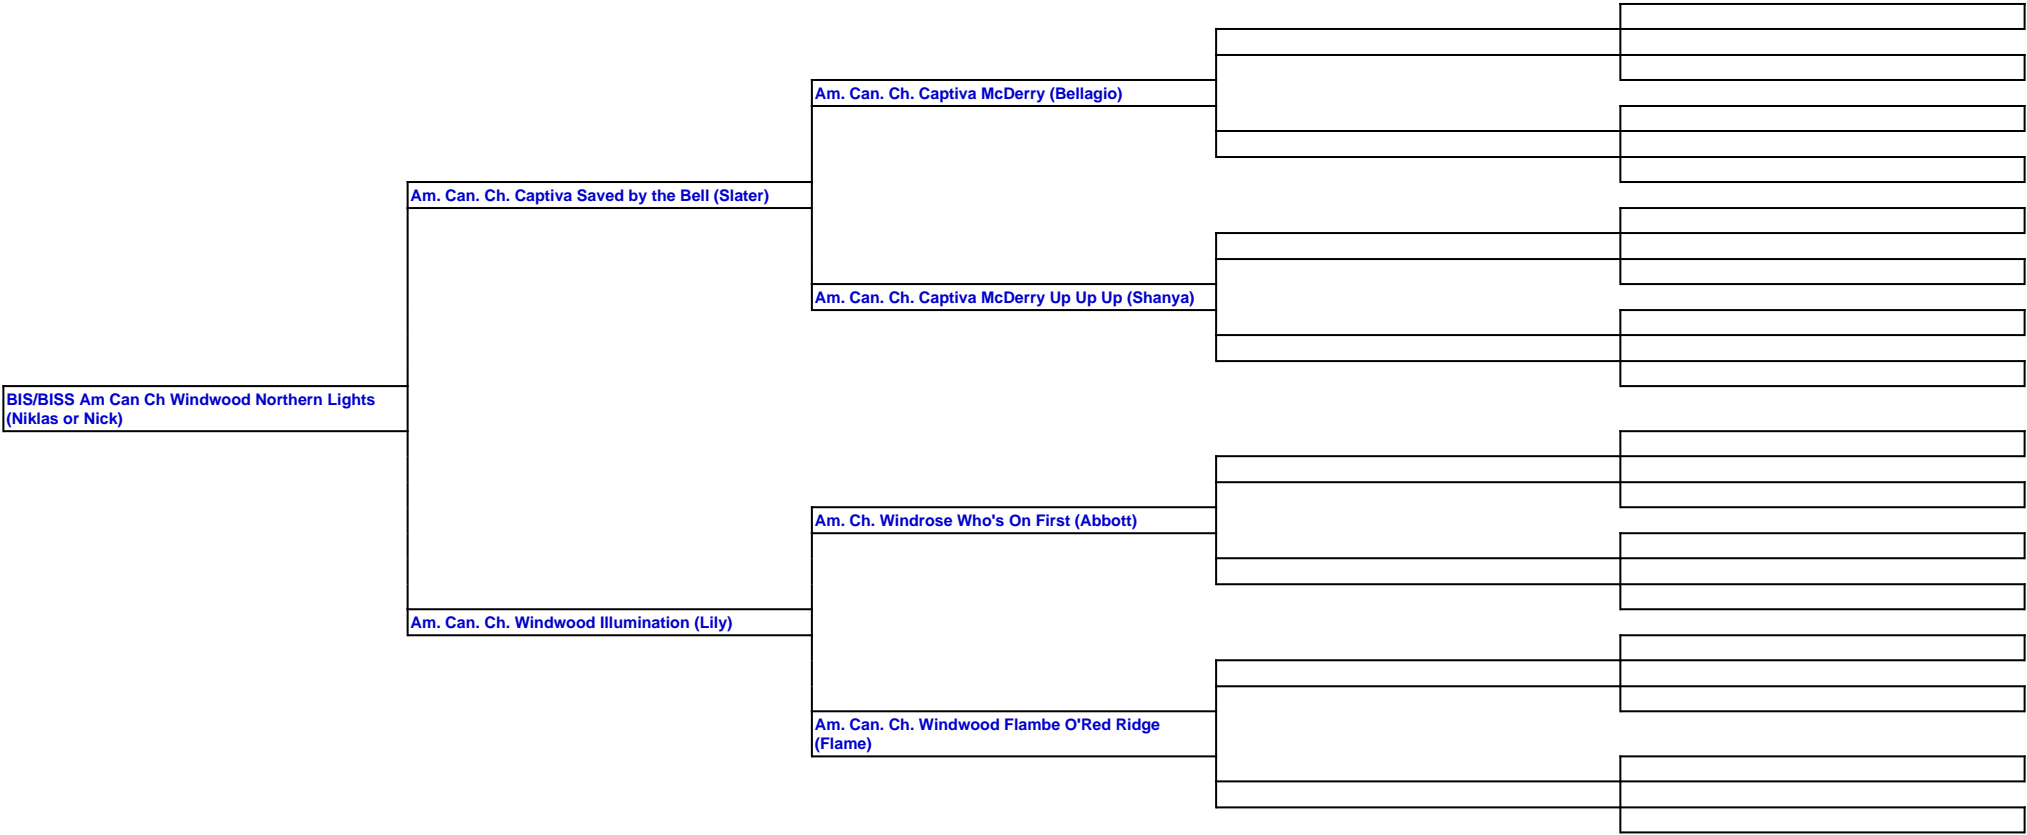 Am. Can. Ch. Captiva McDerry (Bellagio)
Am. Can. Ch. Captiva Saved by the Bell (Slater)
Am. Can. Ch. Captiva McDerry Up Up Up (Shanya)
BIS/BISS Am Can Ch Windwood Northern Lights
(Niklas or Nick)
Am. Ch. Windrose Who's On First (Abbott)
Am. Can. Ch. Windwood Illumination (Lily)
Am. Can. Ch. Windwood Flambe O'Red Ridge
(Flame)